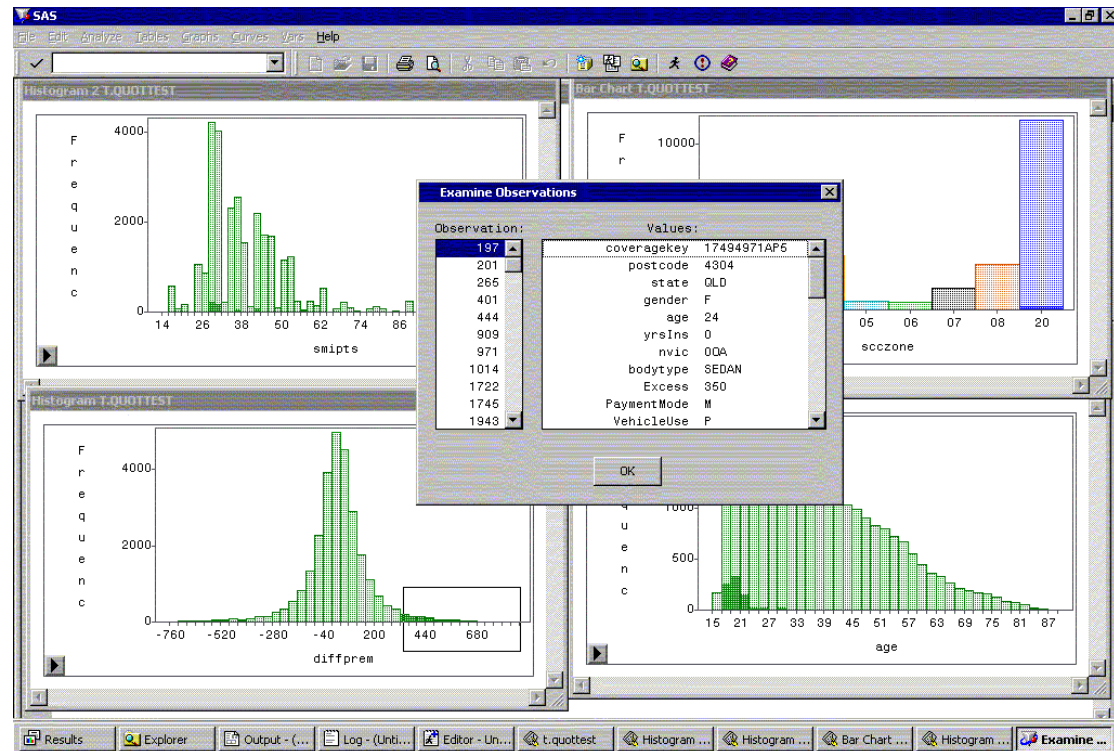 SAS
File Edit Analyze Tables Graphs Curves Vars Help
Histogram 2 T.QUOTTEST
Frequenc
4000
2000
0
14 26 38 50 62 74 86
smipts
Bar Chart T.QUOTTEST
Fr
10000
05 06 07 08 20
scczone
Examine Observations
Observation: Values:
197 coveragekey 17494971AP5
201 postcode 4304
265 state QLD
401 gender F
444 age 24
909 yrsIns 0
971 nvic 0QA
1014 bodytype SEDAN
1722 Excess 350
1745 PaymentMode M
1943 VehicleUse P
OK
Histogram T.QUOTTEST
Frequenc
4000
2000
0
-760 -520 -280 -40 200 440 680
diffprem
quenc
1000
500
0
15 21 27 33 39 45 51 57 63 69 75 81 87
age
Results Explorer Output - (... Log - (Unti... Editor - Un... t.quottest Histogram ... Histogram ... Bar Chart ... Histogram ... Examine ...